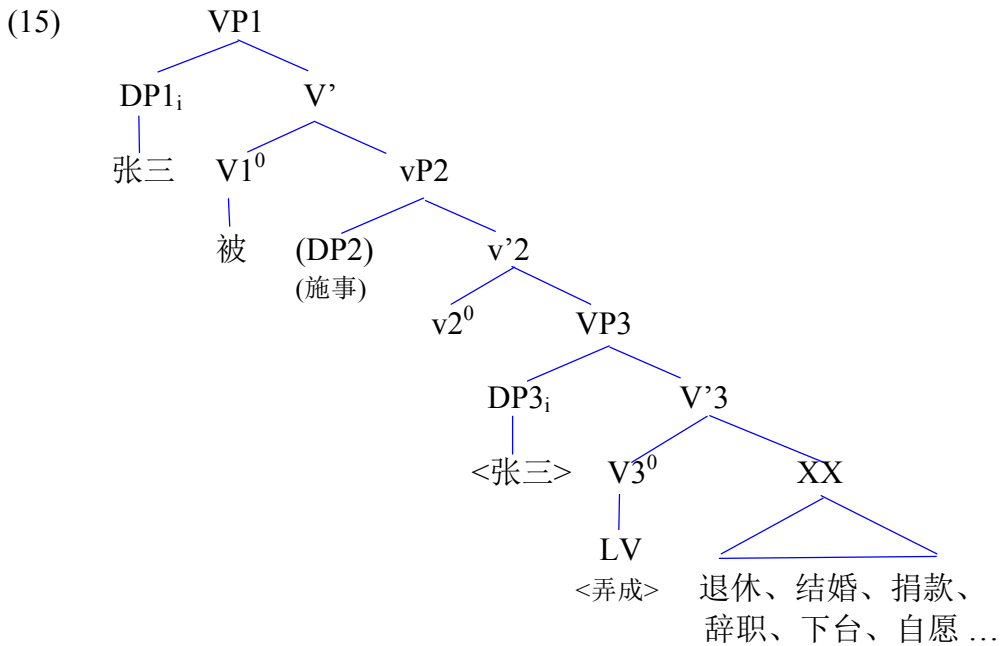 (15) VP1
DP1i V’
张三 V1⁰ vP2
被 (DP2) v’2
(施事)
v2⁰ VP3
DP3i V’3
<张三> V3⁰ XX
LV
<弄成> 退休、结婚、捐款、
辞职、下台、自愿 …